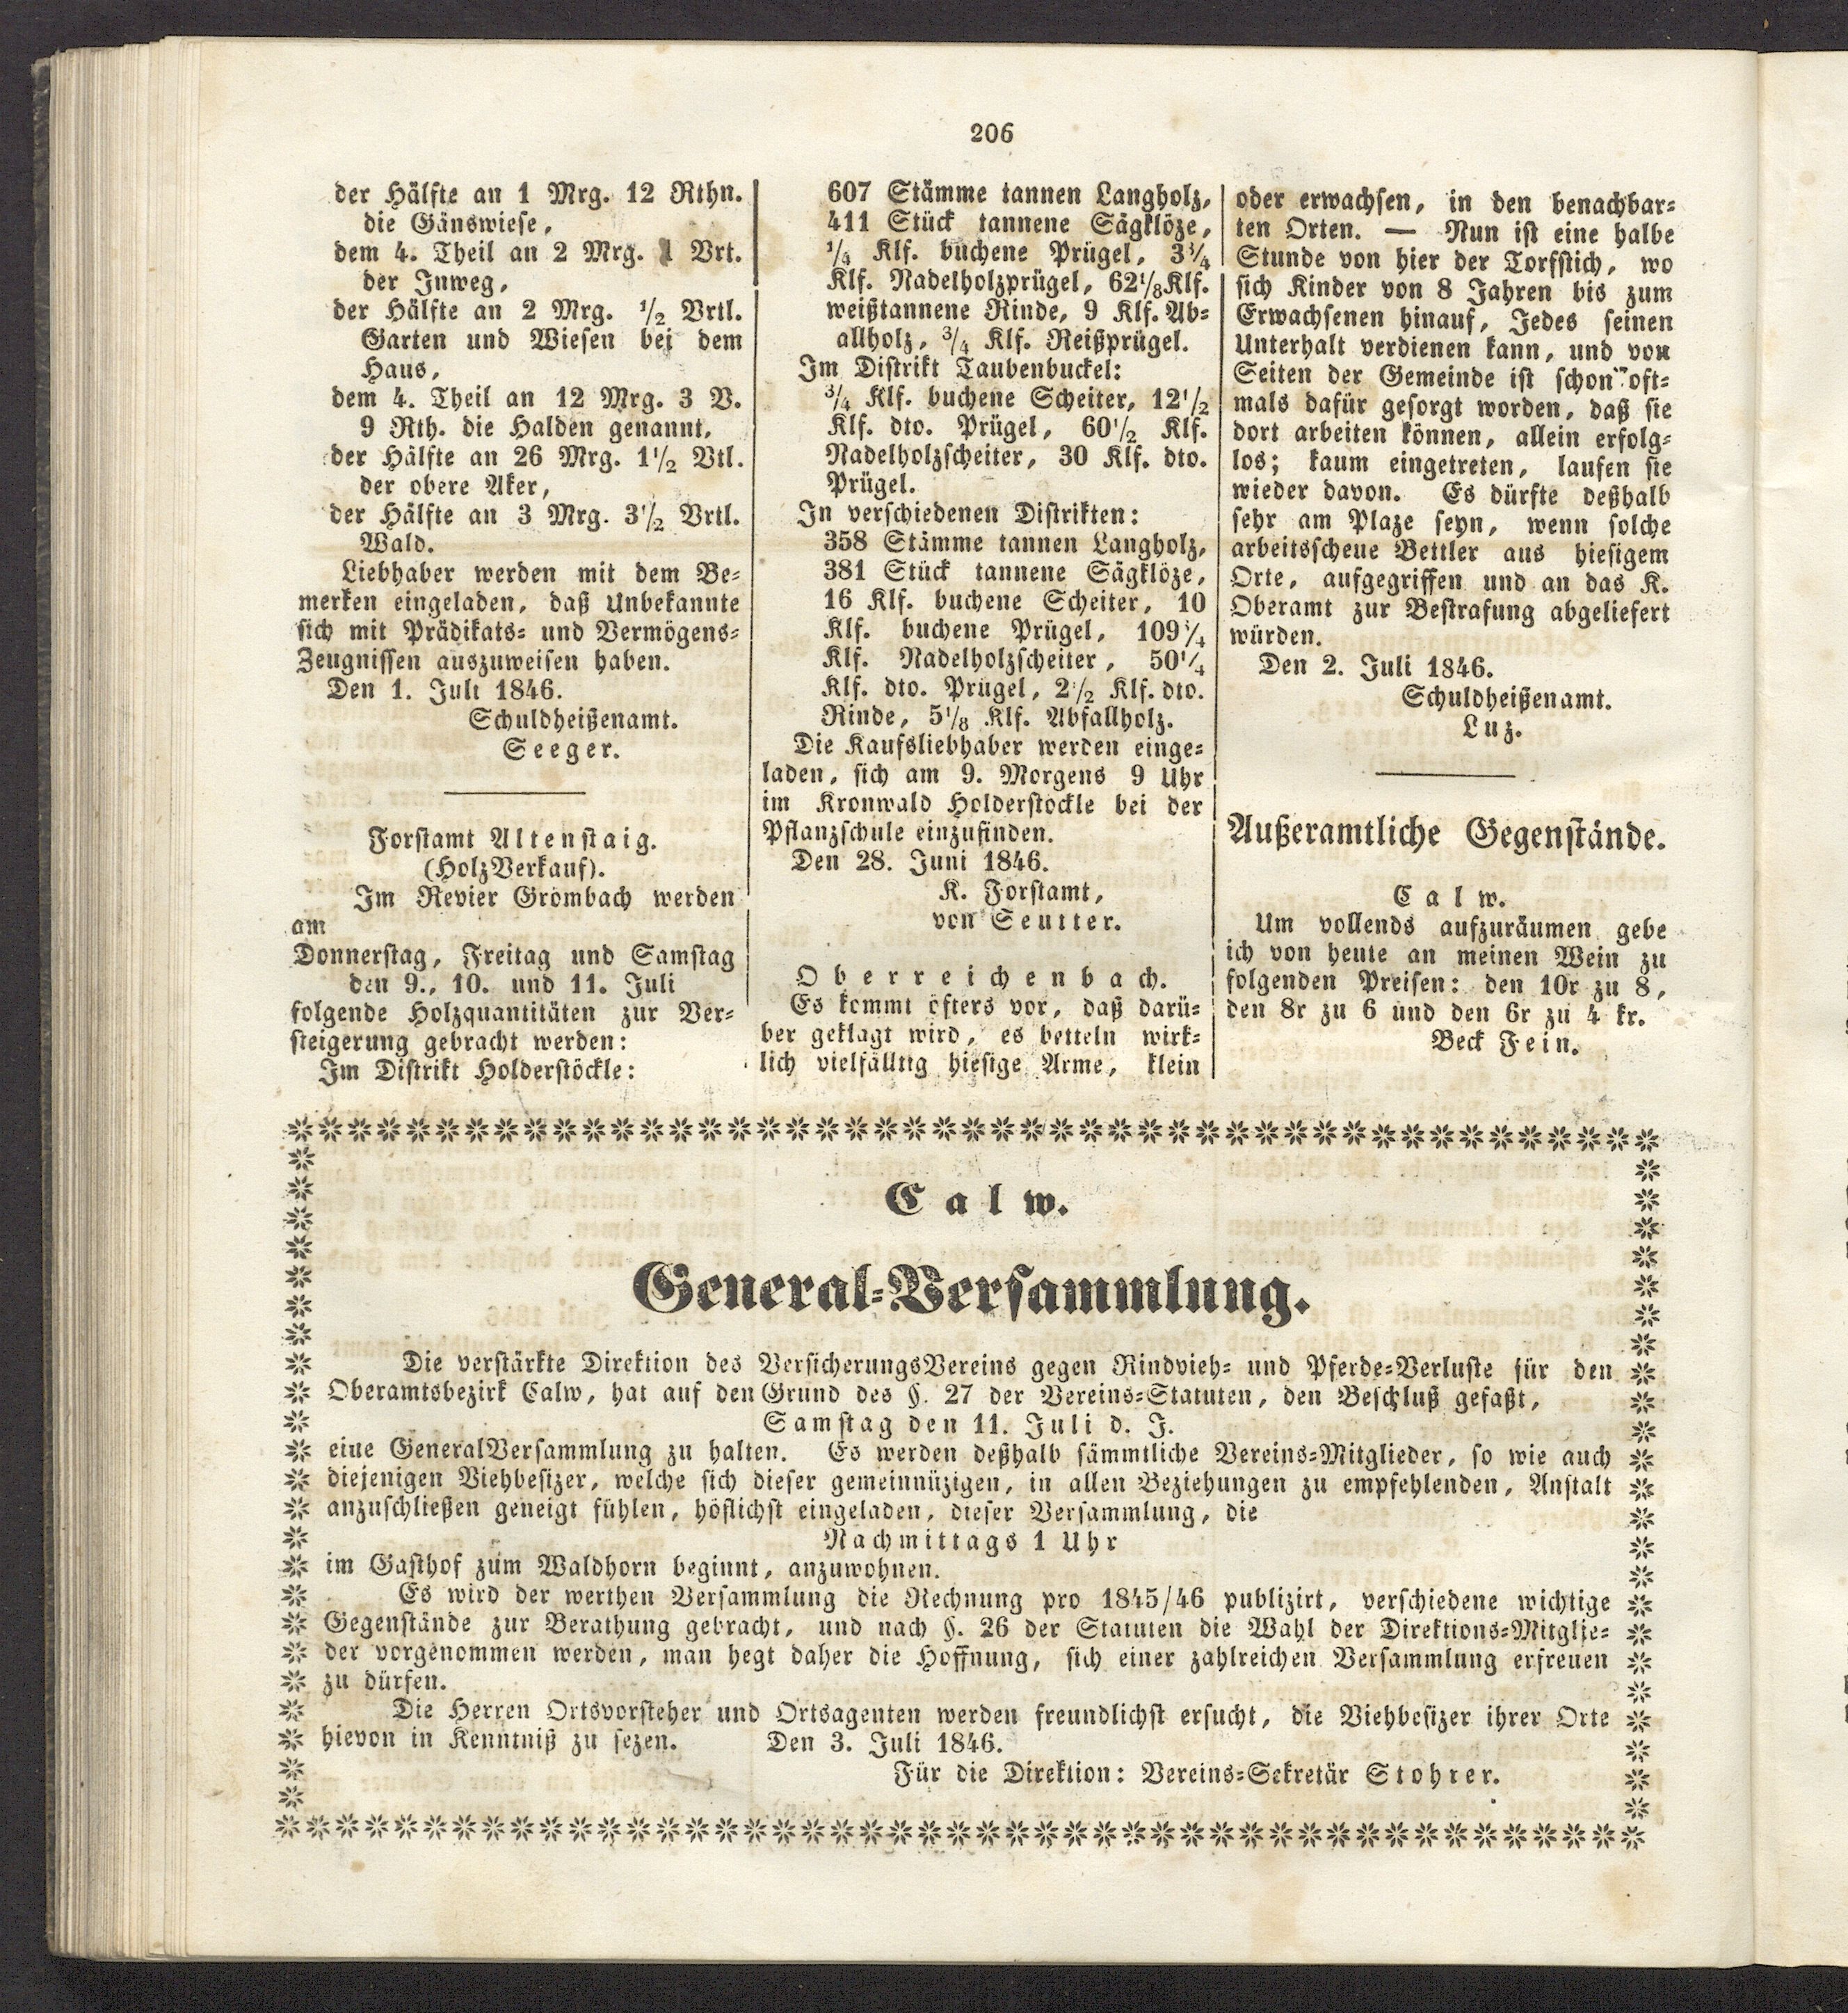 206
der Hälfte an 1 Mrg. 12 Rthn.
die Gänswiese,
dem 4. Theil an 2 Mrg. 1 Vrt.
der Inweg,
der Hälfte an 2 Mrg. 1/2 Vrtl.
Garten und Wiesen bei dem
Haus,
dem 4. Theil an 12 Mrg. 3 V.
9 Rth. die Halden genannt,
der Hälfte an 26 Mrg. 1 1/2 Vtl.
der obere Aker,
der Hälfte an 3 Mrg. 3 1/2 Vrtl.
Wald.
Liebhaber werden mit dem Be-
merken eingeladen, daß Unbekannte
sich mit Prädikats- und Vermögens-
Zeugnissen auszuweisen haben.
Den 1. Juli 1846.
Schuldheißenamt.
Seeger.
Forstamt Altenstaig.
(HolzVerkauf).
Im Revier Grömbach werden
am
Donnerstag, Freitag und Samstag
den 9., 10. und 11. Juli
folgende Holzquantitäten zur Ver-
steigerung gebracht werden:
Im Distrikt Holderstöckle:
607 Stämme tannen Langholz,
411 Stück tannene Sägklöze,
1/4 Klf. buchene Prügel, 3 3/4
Klf. Nadelholzprügel, 62 1/8 Klf.
weißtannene Rinde, 9 Klf. Ab-
allholz, 3/4 Klf. Reißprügel.
Im Distrikt Taubenbuckel:
3/4 Klf. buchene Scheiter, 12 1/2
Klf. dto. Prügel, 60 1/2 Klf.
Nadelholzscheiter, 30 Klf. dto.
Prügel.
In verschiedenen Distrikten:
358 Stämme tannen Langholz,
381 Stück tannene Sägklöze,
16 Klf. buchene Scheiter, 10
Klf. buchene Prügel, 109 3/4
Klf. Nadelholzscheiter, 50 1/4
Klf. dto. Prügel, 2 1/2 Klf. dto.
Rinde, 5 1/8 Klf. Abfallholz.
Die Kaufsliebhaber werden einge-
laden, sich am 9. Morgens 9 Uhr
im Kronwald Holderstöckle bei der
Pflanzschule einzufinden.
Den 28. Juni 1846.
K. Forstamt,
von Seutter.
Oberreichenbach.
Es kommt öfters vor, daß darü-
ber geklagt wird, es betteln wirk-
lich vielfälltig hiesige Arme, klein
oder erwachsen, in den benachbar-
ten Orten. — Nun ist eine halbe
Stunde von hier der Torfstich, wo
sich Kinder von 8 Jahren bis zum
Erwachsenen hinauf, Jedes seinen
Unterhalt verdienen kann, und von
Seiten der Gemeinde ist schon oft-
mals dafür gesorgt worden, daß sie
dort arbeiten können, allein erfolg-
los; kaum eingetreten, laufen sie
wieder davon. Es dürfte deßhalb
sehr am Plaze seyn, wenn solche
arbeitsscheue Bettler aus hiesigem
Orte, aufgegriffen und an das K.
Oberamt zur Bestrafung abgeliefert
würden.
Den 2. Juli 1846.
Schuldheißenamt.
Luz.
Außeramtliche Gegenstände.
Calw.
Um vollends aufzuräumen gebe
ich von heute an meinen Wein zu
folgenden Preisen: den 10r zu 8,
den 8r zu 6 und den 6r zu 4 kr.
Beck Fein.
Calw.
General-Versammlung.
Die verstärkte Direktion des VersicherungsVereins gegen Rindvieh- und Pferde-Verluste für den
Oberamtsbezirk Calw, hat auf den Grund des §. 27 der Vereins-Statuten, den Beschluß gefaßt,
Samstag den 11. Juli d. J.
eine GeneralVersammlung zu halten. Es werden deßhalb sämmtliche Vereins-Mitglieder, so wie auch
diejenigen Viehbesizer, welche sich dieser gemeinnüzigen, in allen Beziehungen zu empfehlenden, Anstalt
anzuschließen geneigt fühlen, höflichst eingeladen, dieser Versammlung, die
Nachmittags 1 Uhr
im Gasthof zum Waldhorn beginnt, anzuwohnen.
Es wird der werthen Versammlung die Rechnung pro 1845/46 publizirt, verschiedene wichtige
Gegenstände zur Berathung gebracht, und nach §. 26 der Statuten die Wahl der Direktions-Mitglie-
der vorgenommen werden, man hegt daher die Hoffnung, sich einer zahlreichen Versammlung erfreuen
zu dürfen.
Die Herren Ortsvorsteher und Ortsagenten werden freundlichst ersucht, die Viehbesizer ihrer Orte
hievon in Kenntniß zu sezen. Den 3. Juli 1846.
Für die Direktion: Vereins-Sekretär Stohrer.